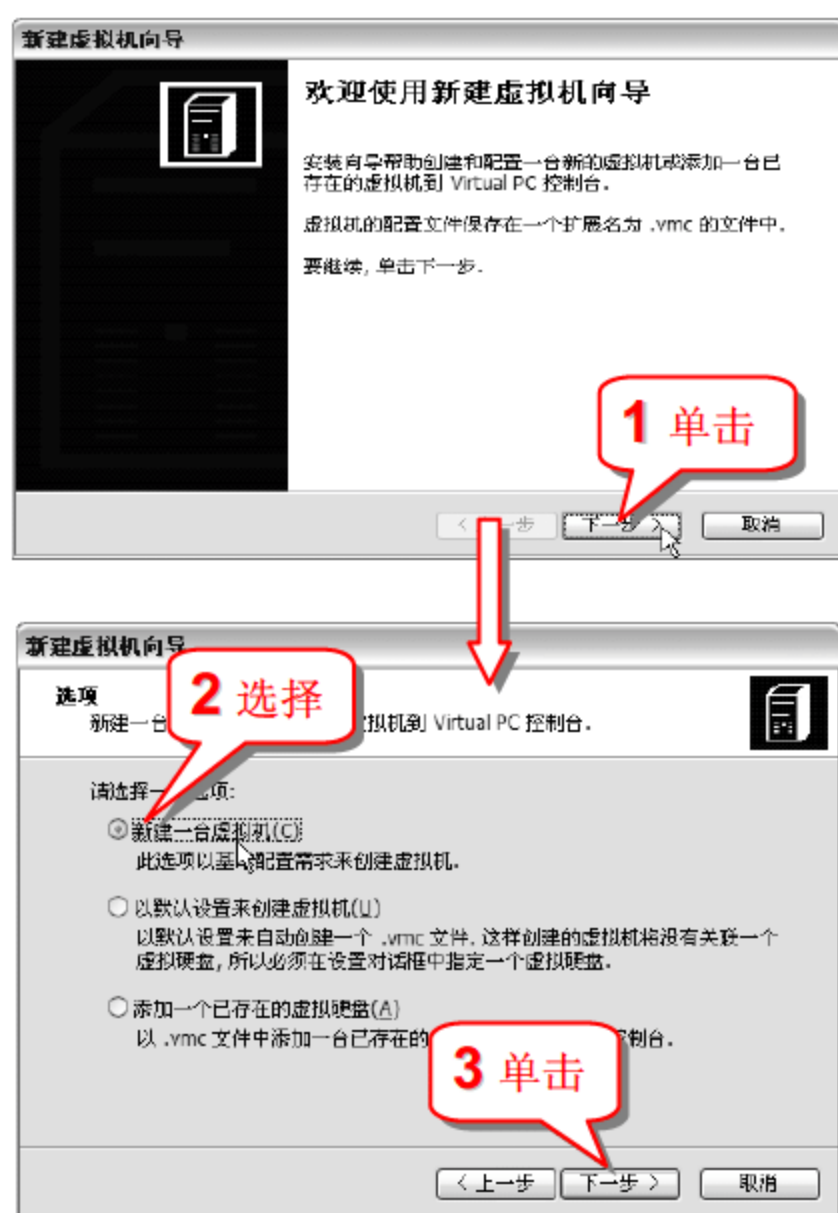 新建虚拟机向导
欢迎使用新建虚拟机向导
安装向导帮助创建和配置一台新的虚拟机或添加一台已
存在的虚拟机到 Virtual PC 控制台.
虚拟机的配置文件保存在一个扩展名为 .vmc 的文件中.
要继续, 单击下一步.
1 单击
< 一步
下一步 >
取消
新建虚拟机向导
2 选择
选项
新建一台
拟机到 Virtual PC 控制台.
请选择一
项:
新建一台虚拟机(C)
此选项以基 配置需求来创建虚拟机.
以默认设置来创建虚拟机(U)
以默认设置来自动创建一个 .vmc 文件. 这样创建的虚拟机将没有关联一个
虚拟硬盘, 所以必须在设置对话框中指定一个虚拟硬盘.
添加一个已存在的虚拟硬盘(A)
以 .vmc 文件中添加一台已存在的
制台.
3 单击
< 上一步
下一步 >
取消